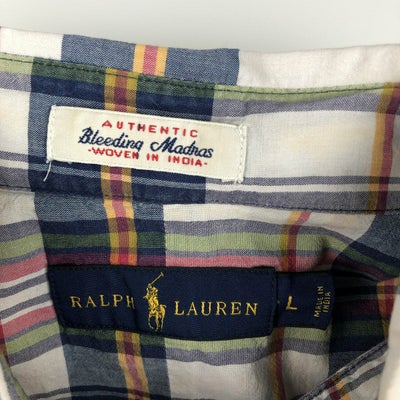 AUTHENTIC
Bleeding Madras
-WOVEN IN INDIA-
RALPH LAUREN
L
MADE IN
INDIA